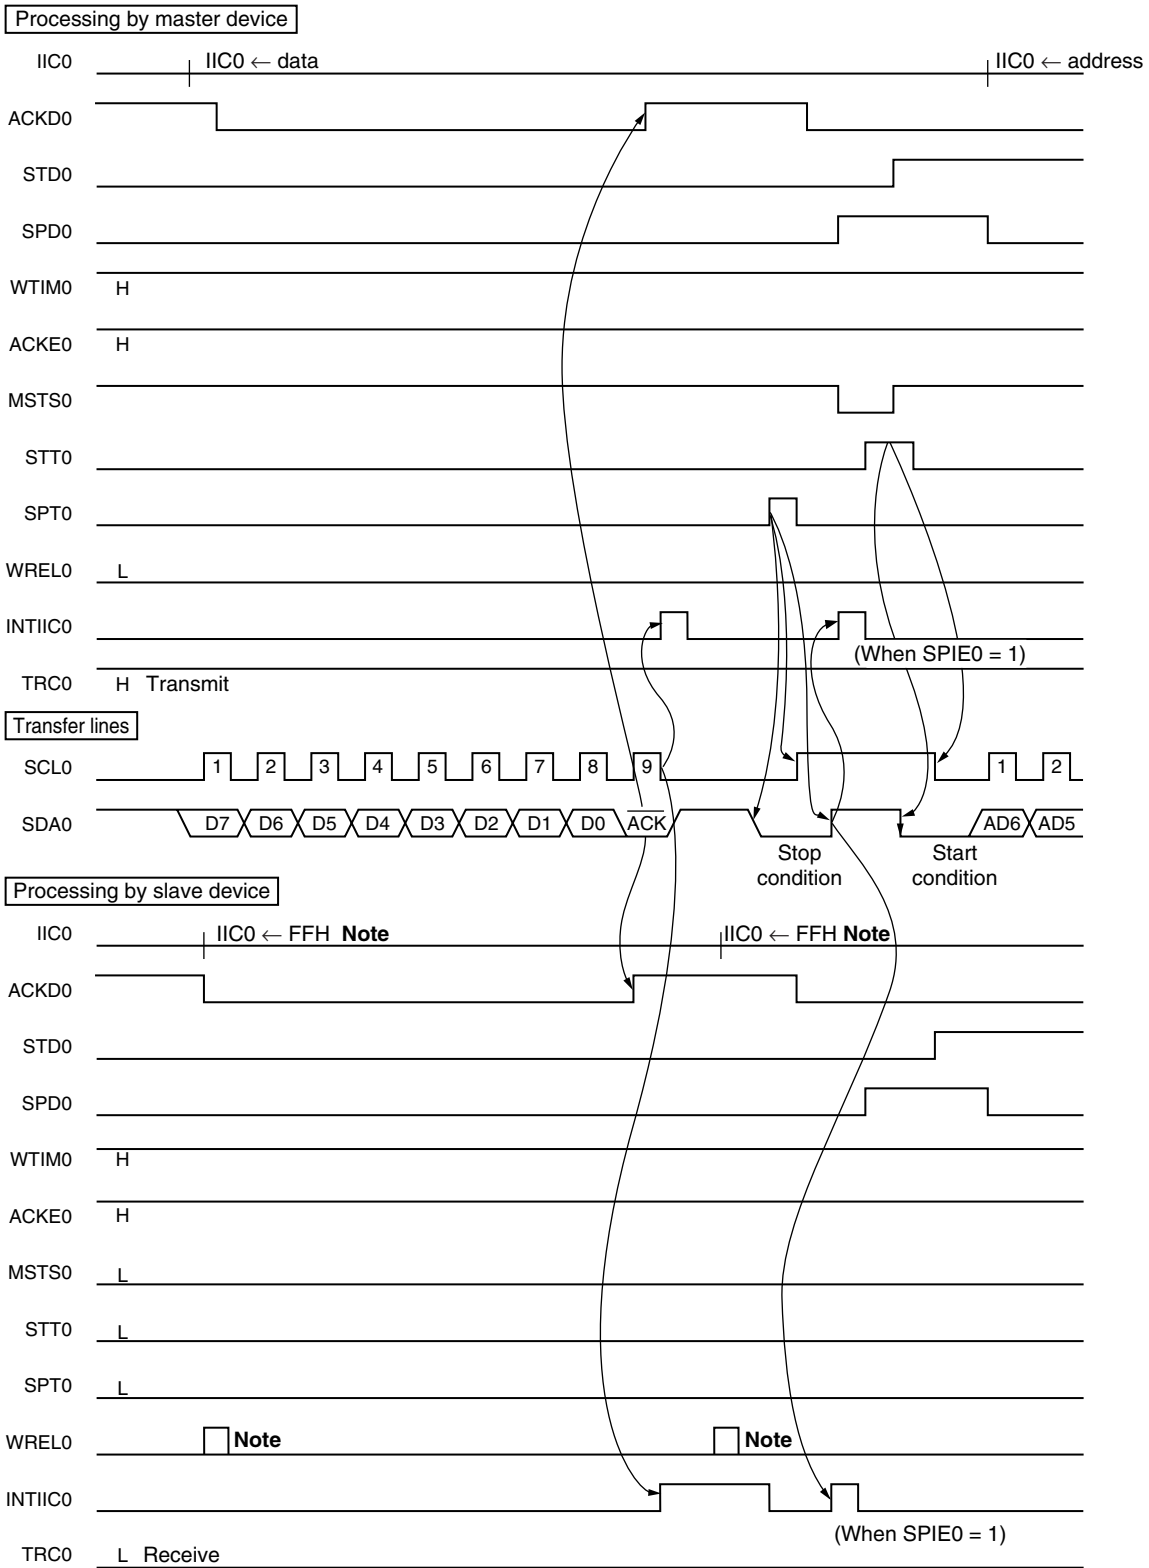 Processing by master device
IIC0 IIC0 ← data IIC0 ← address
ACKD0
STD0
SPD0
WTIM0 H
ACKE0 H
MSTS0
STT0
SPT0
WREL0 L
INTIIC0
(When SPIE0 = 1)
TRC0 H Transmit
Transfer lines
SCL0 1 2 3 4 5 6 7 8 9 1 2
SDA0 D7 D6 D5 D4 D3 D2 D1 D0 ACK AD6 AD5
Stop condition
Start condition
Processing by slave device
IIC0 IIC0 ← FFH Note IIC0 ← FFH Note
ACKD0
STD0
SPD0
WTIM0 H
ACKE0 H
MSTS0 L
STT0 L
SPT0 L
WREL0 Note Note
INTIIC0
(When SPIE0 = 1)
TRC0 L Receive